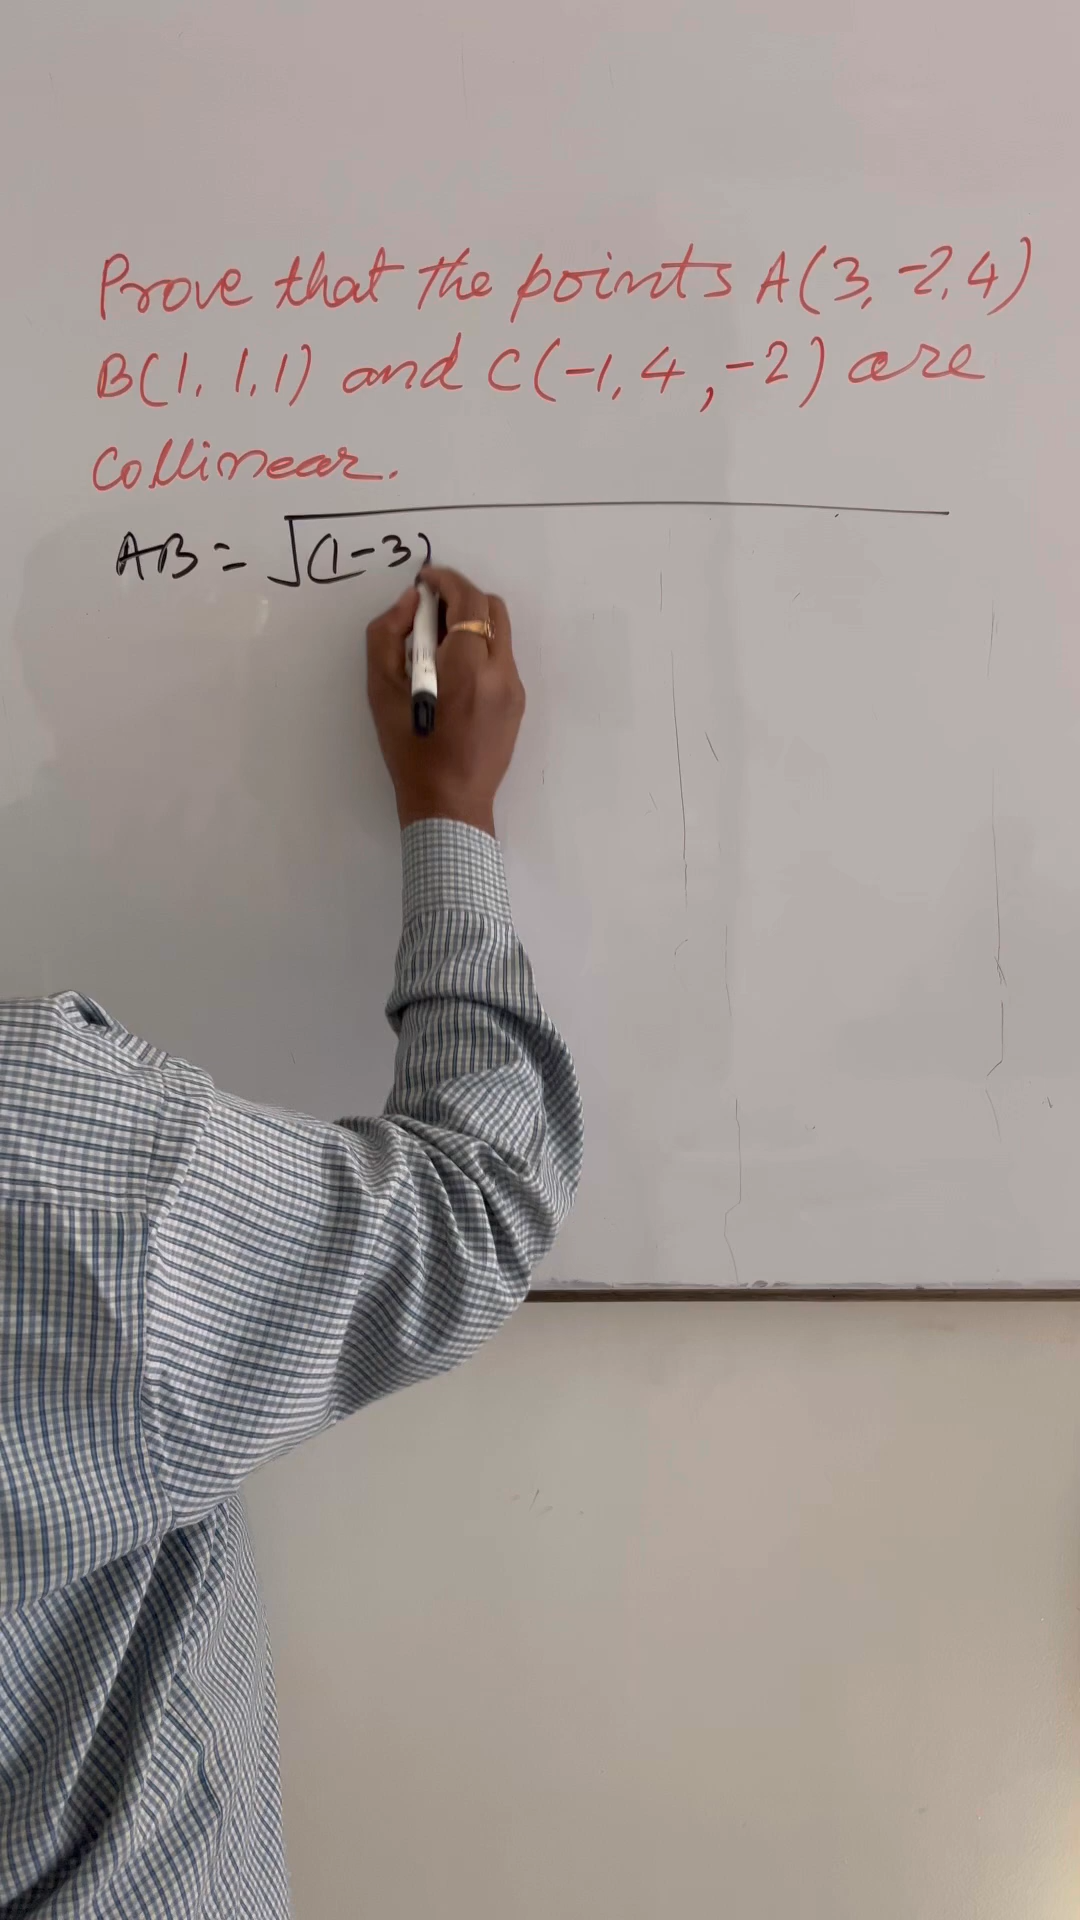 Prove that the points A(3,-2,4)
B(1,1,1) and C(-1,4,-2) are
collinear.
AB = √(1-3)